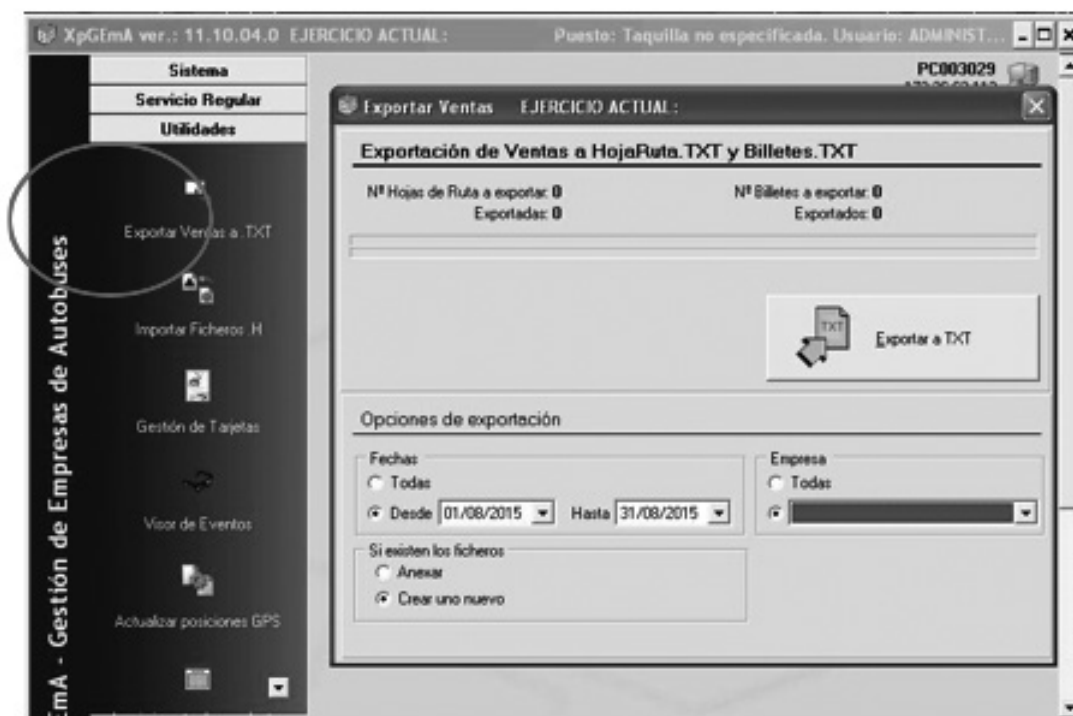 XpGEmA ver.: 11.10.04.0 EJERCICIO ACTUAL: Puesto: Taquilla no especificada. Usuario: ADMINIST...
Sistema
Servicio Regular
Utilidades
Exportar Ventas a .TXT
Importar Ficheros .H
Gestión de Tarjetas
Visor de Eventos
Actualizar posiciones GPS
EmA - Gestión de Empresas de Autobuses
PC003029
Exportar Ventas EJERCICIO ACTUAL:
Exportación de Ventas a HojaRuta.TXT y Billetes.TXT
Nº Hojas de Ruta a exportar: 0 Nº Billetes a exportar: 0
Exportadas: 0 Exportados: 0
TXT
Exportar a TXT
Opciones de exportación
Fechas
Todas
Desde 01/08/2015 Hasta 31/08/2015
Empresa
Todas
Si existen los ficheros
Anexar
Crear uno nuevo